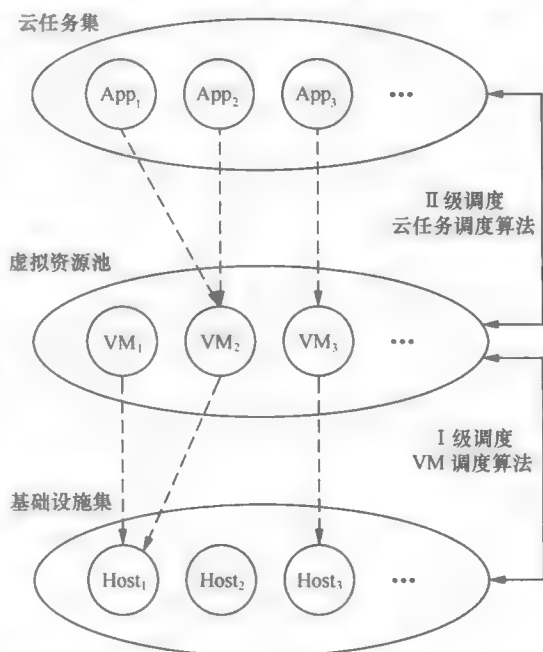 云任务集
App₁ App₂ App₃ …
Ⅱ级调度
云任务调度算法
虚拟资源池
VM₁ VM₂ VM₃ …
Ⅰ级调度
VM 调度算法
基础设施集
Host₁ Host₂ Host₃ …